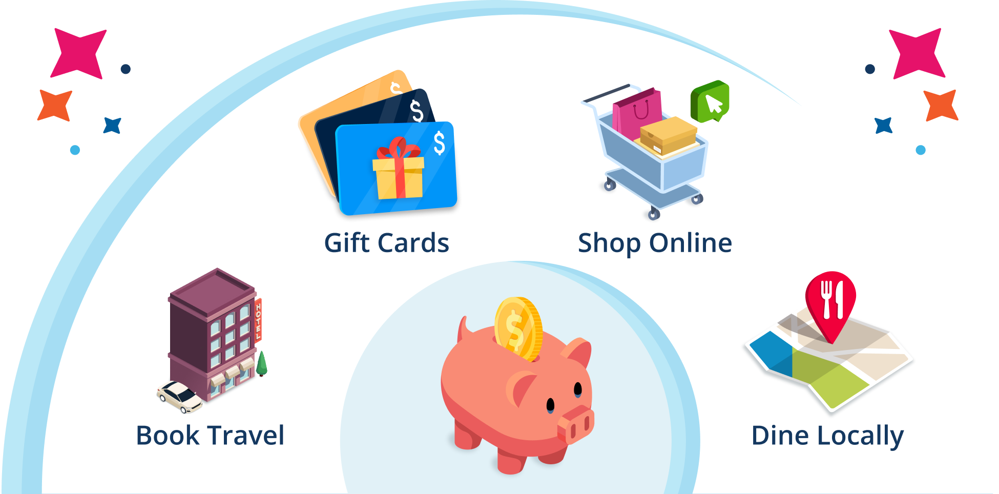 $
$
$
Gift Cards
Shop Online
HOTEL
$
Book Travel
Dine Locally